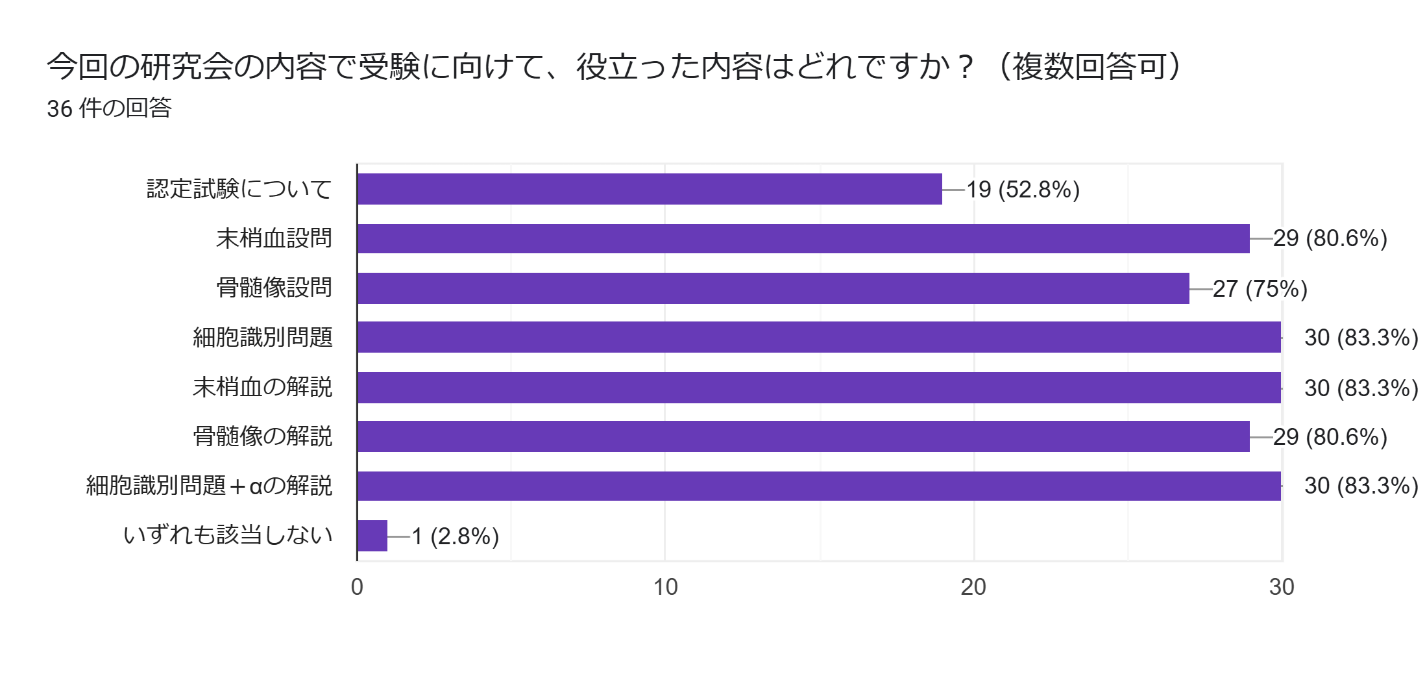 今回の研究会の内容で受験に向けて、役立った内容はどれですか？（複数回答可）
36 件の回答
認定試験について 19 (52.8%)
末梢血設問 29 (80.6%)
骨髄像設問 27 (75%)
細胞識別問題 30 (83.3%)
末梢血の解説 30 (83.3%)
骨髄像の解説 29 (80.6%)
細胞識別問題＋αの解説 30 (83.3%)
いずれも該当しない 1 (2.8%)
0 10 20 30